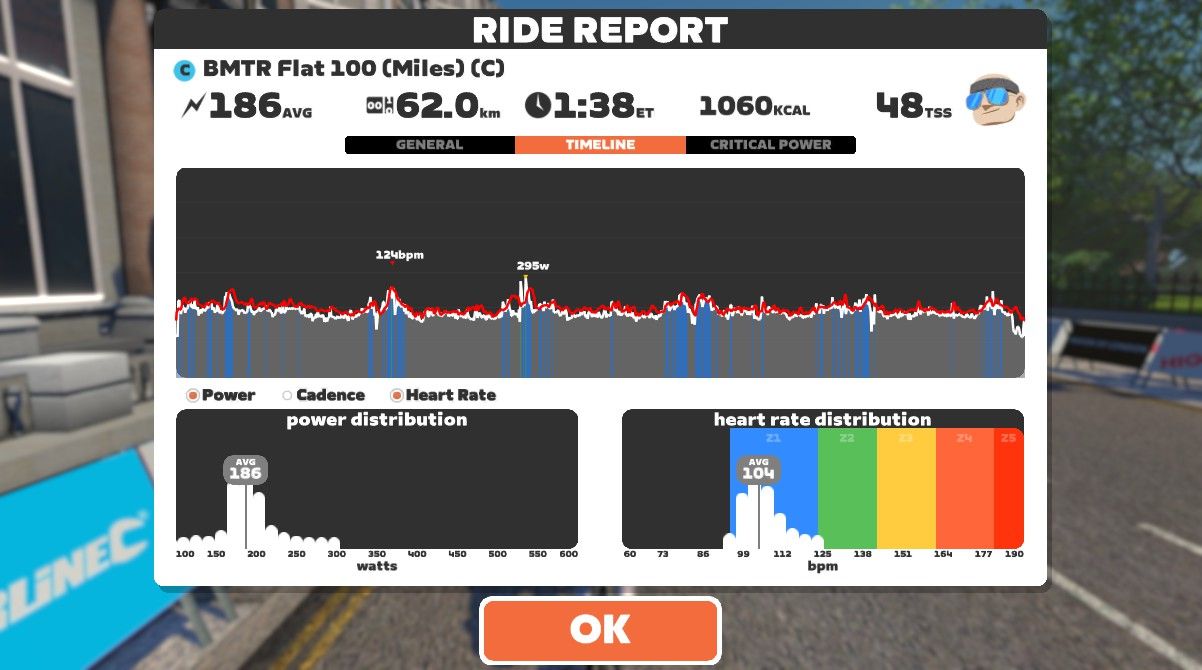 RIDE REPORT
C BMTR Flat 100 (Miles) (C)
186AVG 62.0km 1:38ET 1060KCAL 48TSS
GENERAL TIMELINE CRITICAL POWER
124bpm
295w
Power Cadence Heart Rate
power distribution
AVG
186
100 150 200 250 300 350 400 450 500 550 600
watts
heart rate distribution
Z1 Z2 Z3 Z4 Z5
AVG
104
60 73 86 99 112 125 138 151 164 177 190
bpm
OK